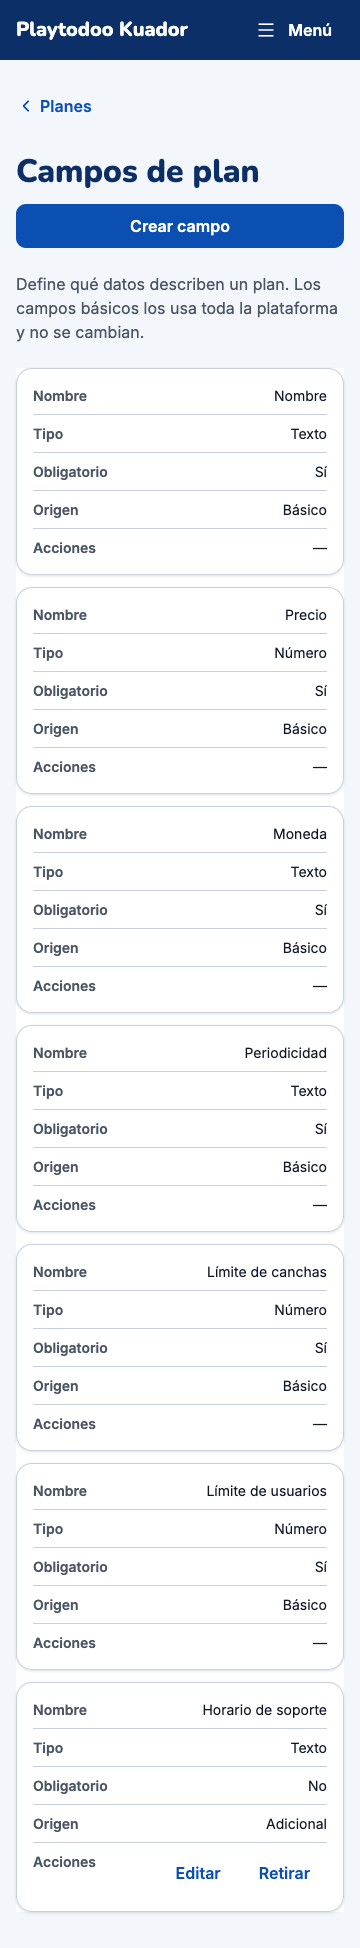 Playtodoo Kuador
Menú
Planes
Campos de plan
Crear campo
Define qué datos describen un plan. Los
campos básicos los usa toda la plataforma
y no se cambian.
Nombre Nombre
Tipo Texto
Obligatorio Sí
Origen Básico
Acciones —
Nombre Precio
Tipo Número
Obligatorio Sí
Origen Básico
Acciones —
Nombre Moneda
Tipo Texto
Obligatorio Sí
Origen Básico
Acciones —
Nombre Periodicidad
Tipo Texto
Obligatorio Sí
Origen Básico
Acciones —
Nombre Límite de canchas
Tipo Número
Obligatorio Sí
Origen Básico
Acciones —
Nombre Límite de usuarios
Tipo Número
Obligatorio Sí
Origen Básico
Acciones —
Nombre Horario de soporte
Tipo Texto
Obligatorio No
Origen Adicional
Acciones Editar Retirar